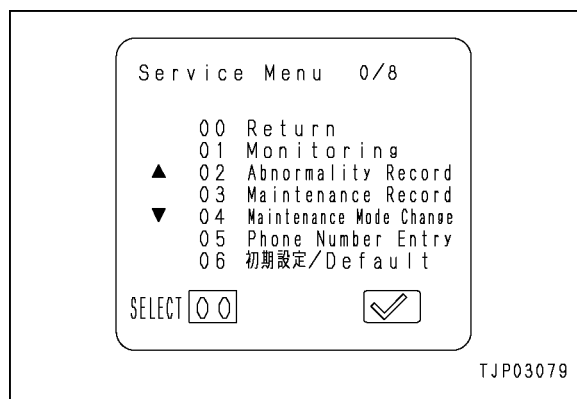 Service Menu 0/8
00 Return
01 Monitoring
▲ 02 Abnormality Record
03 Maintenance Record
▼ 04 Maintenance Mode Change
05 Phone Number Entry
06 初期設定/Default
SELECT 00
TJP03079